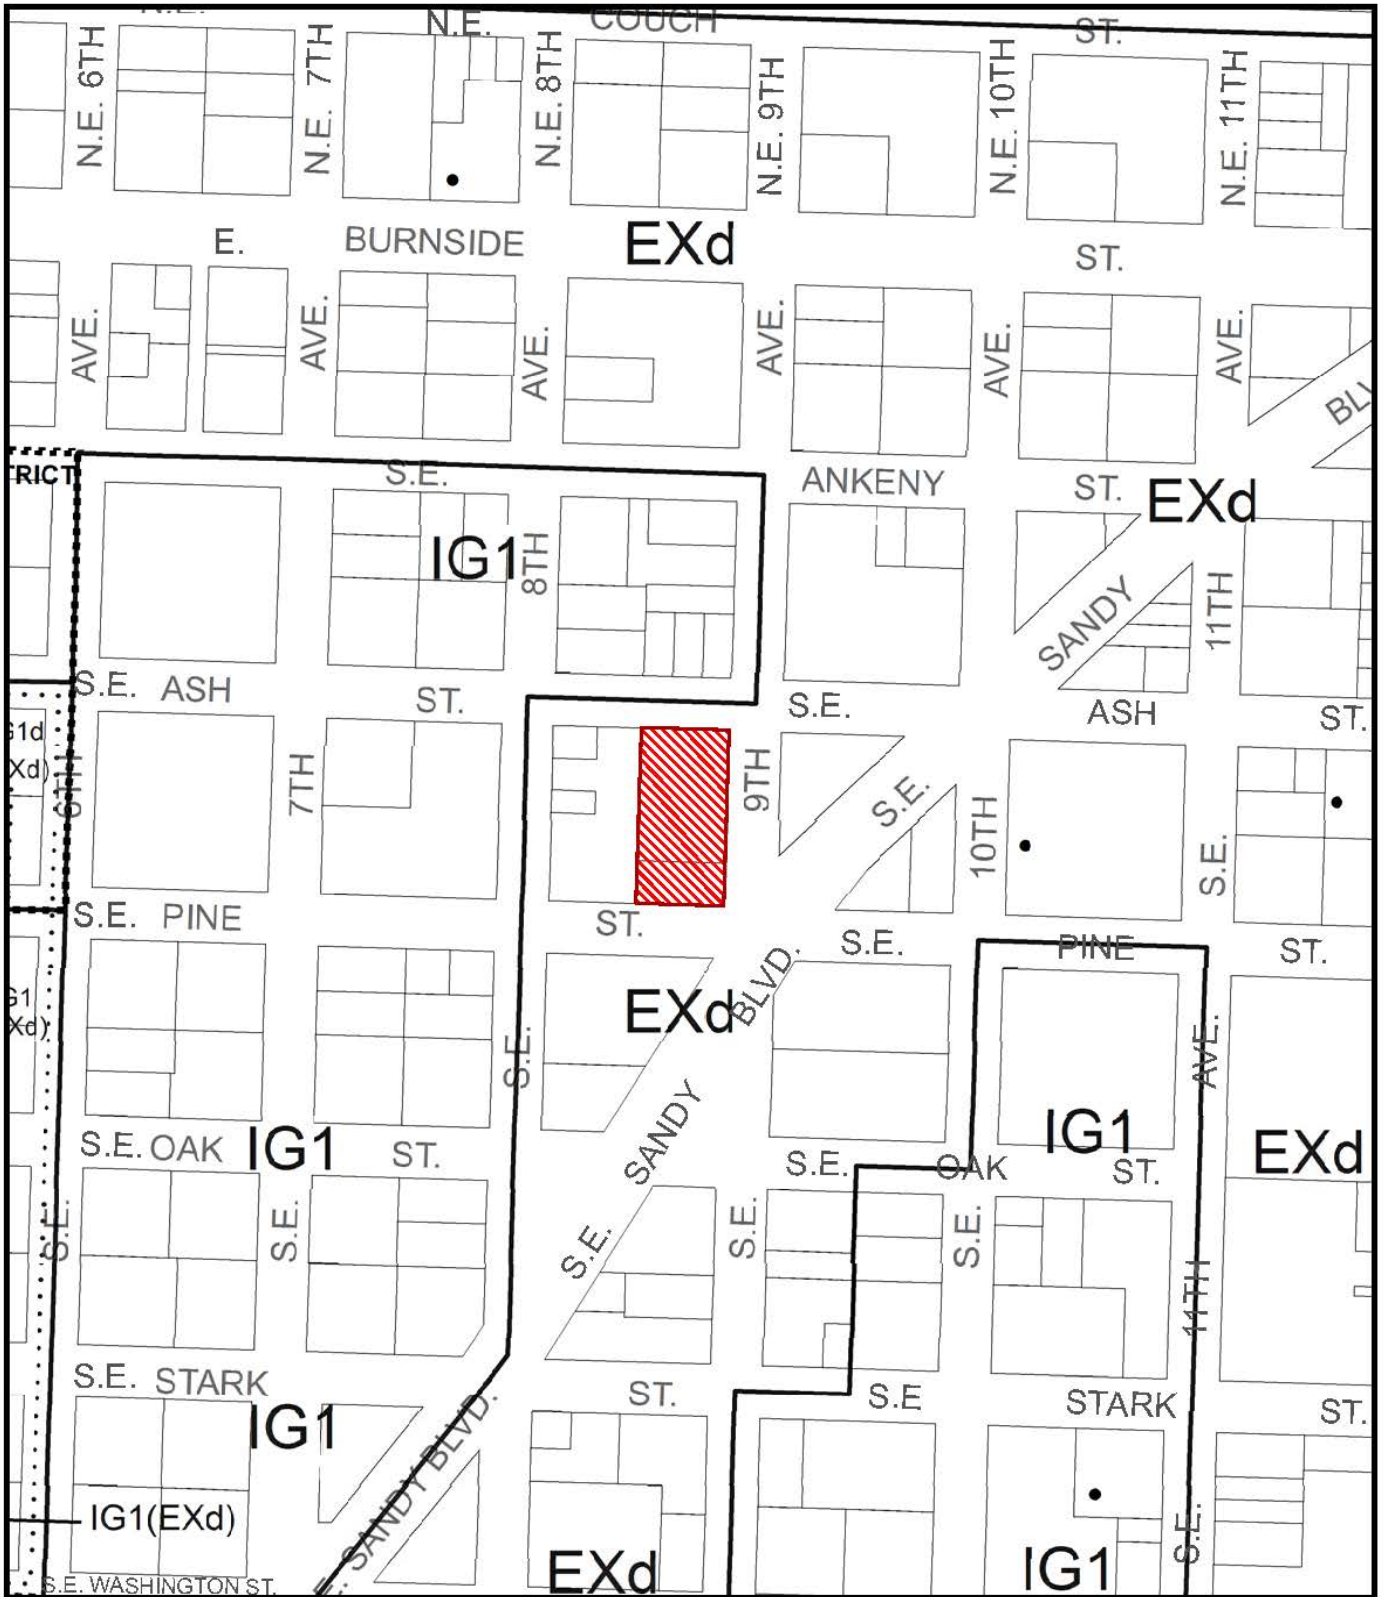 N.E.
COUCH
ST.
N.E. 6TH
N.E. 7TH
N.E. 8TH
N.E. 9TH
N.E. 10TH
N.E. 11TH
E.
BURNSIDE
EXd
ST.
AVE.
AVE.
AVE.
AVE.
AVE.
AVE.
BLV
TRICT
S.E.
ANKENY
ST.
EXd
IG1
8TH
SANDY
11TH
S.E. ASH
ST.
S.E.
ASH
ST.
G1d
Xd)
6TH
7TH
9TH
S.E.
10TH
S.E.
S.E. PINE
ST.
S.E.
PINE
ST.
G1
Xd)
EXd
BLVD.
S.E.
AVE.
SANDY
IG1
EXd
S.E. OAK
IG1
ST.
S.E.
OAK
ST.
S.E.
S.E.
S.E.
S.E.
S.E.
11TH
S.E. STARK
ST.
S.E
STARK
ST.
IG1
SANDY BLVD.
IG1(EXd)
S.E.
EXd
IG1
S.E. WASHINGTON ST.